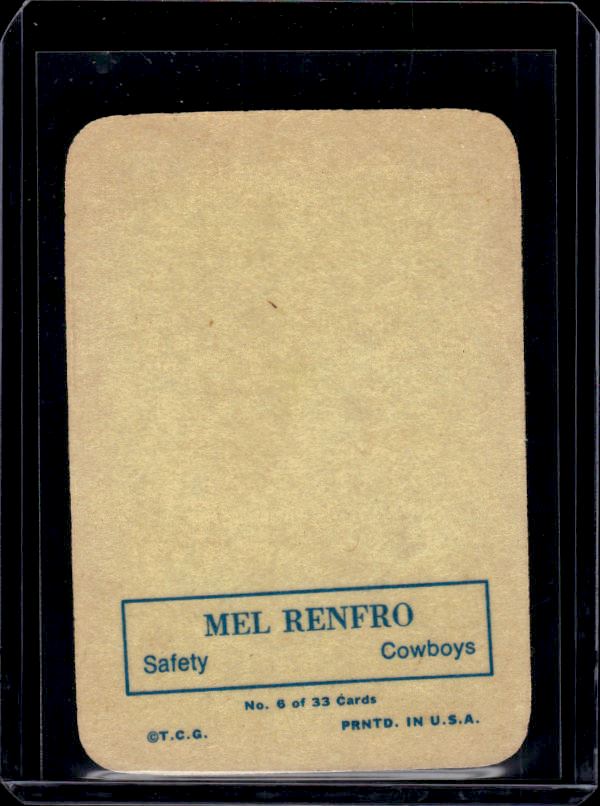 MEL RENFRO
Safety Cowboys
No. 6 of 33 Cards
©T.C.G. PRNTD. IN U.S.A.